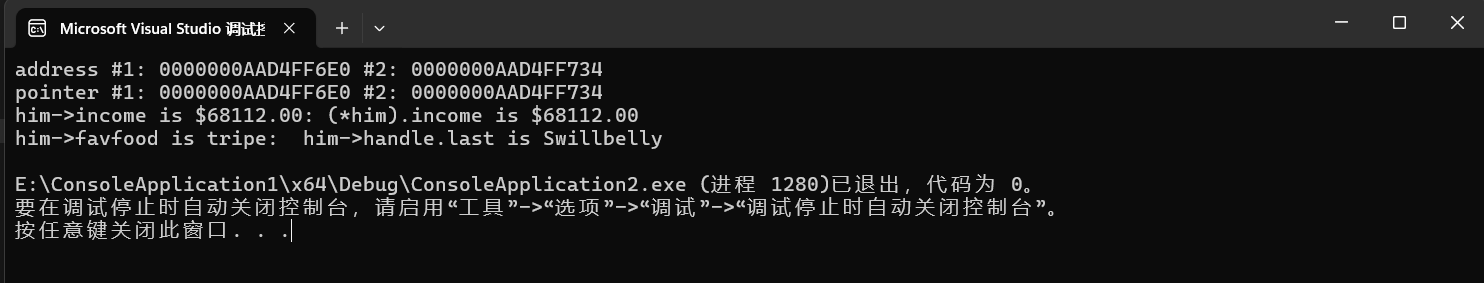 Microsoft Visual Studio 调试控
address #1: 0000000AAD4FF6E0 #2: 0000000AAD4FF734
pointer #1: 0000000AAD4FF6E0 #2: 0000000AAD4FF734
him->income is $68112.00: (*him).income is $68112.00
him->favfood is tripe:  him->handle.last is Swillbelly
E:\ConsoleApplication1\x64\Debug\ConsoleApplication2.exe (进程 1280)已退出，代码为 0。
要在调试停止时自动关闭控制台，请启用“工具”->“选项”->“调试”->“调试停止时自动关闭控制台”。
按任意键关闭此窗口. . .